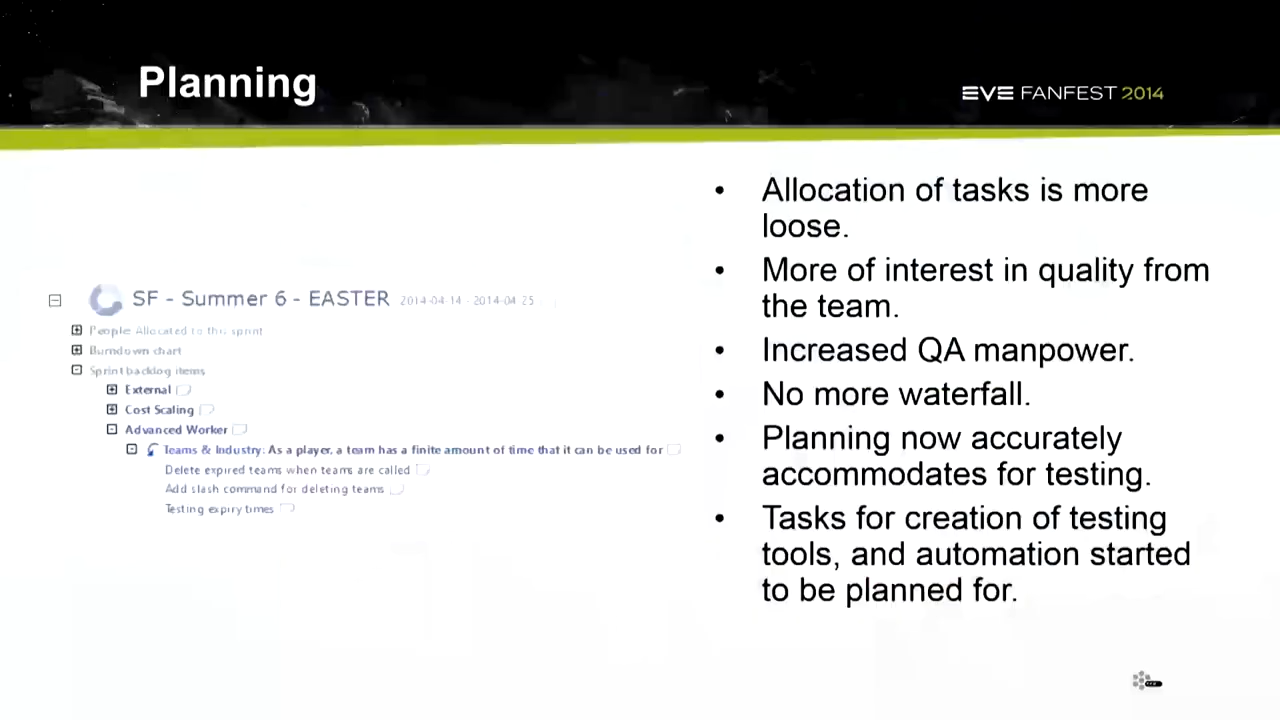 Planning
EVE FANFEST 2014
SF - Summer 6 - EASTER 2014-04-14 - 2014-04-25
People Allocated to this sprint
Burndown chart
Sprint backlog items
External
Cost Scaling
Advanced Worker
Teams & Industry: As a player, a team has a finite amount of time that it can be used for
Delete expired teams when teams are called
Add slash command for deleting teams
Testing expiry times
• Allocation of tasks is more
loose.
• More of interest in quality from
the team.
• Increased QA manpower.
• No more waterfall.
• Planning now accurately
accommodates for testing.
• Tasks for creation of testing
tools, and automation started
to be planned for.